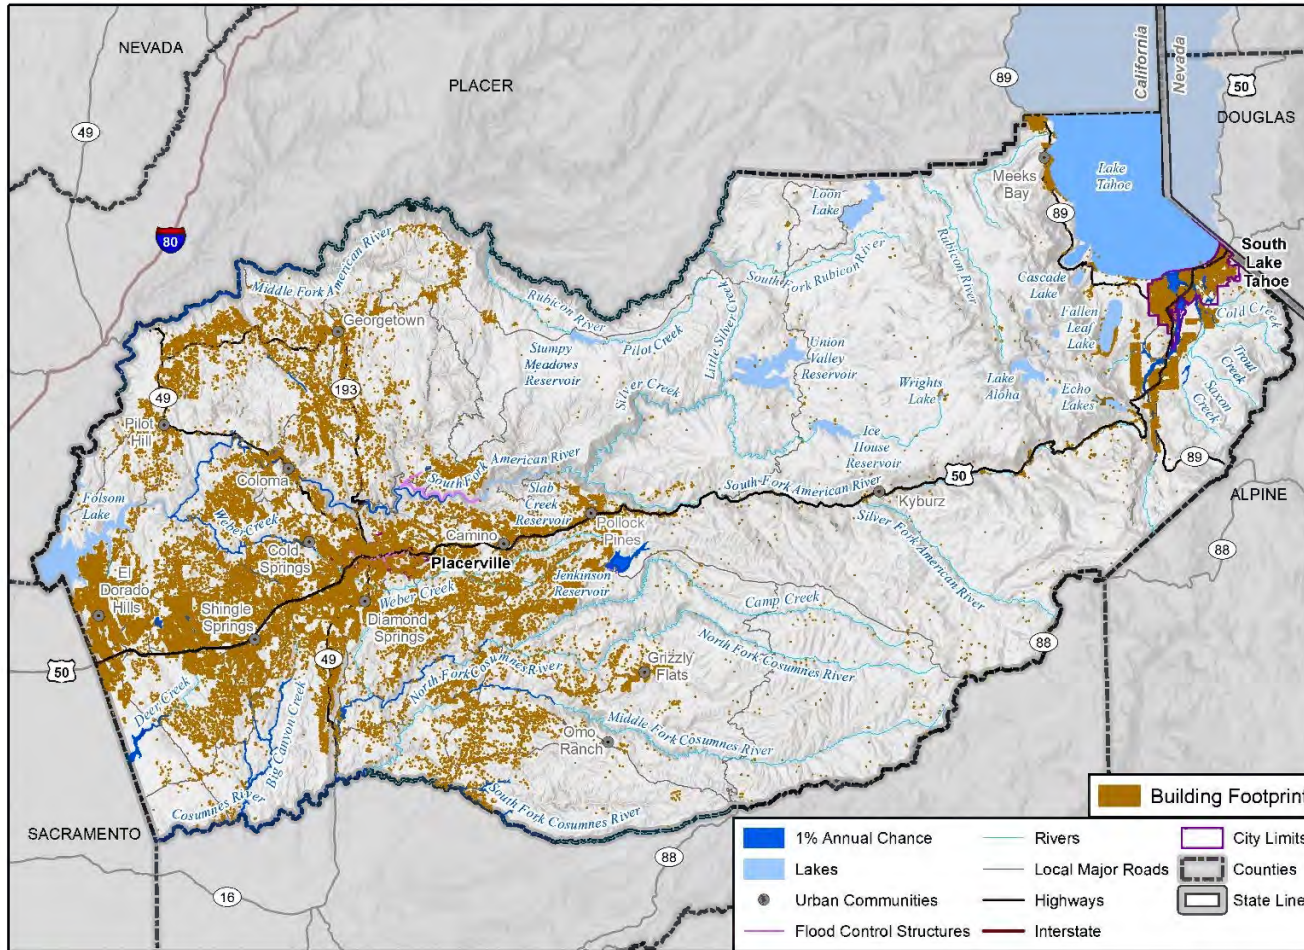 NEVADA
PLACER
89
California
Nevada
50
DOUGLAS
49
80
Meeks
Bay
Lake
Tahoe
89
Loon
Lake
South
Lake
Tahoe
Middle Fork American River
South Fork Rubicon River
Rubicon River
Cascade
Lake
Cold Creek
Georgetown
Rubicon River
Pilot Creek
Little Silver Creek
Fallen
Leaf
Lake
Stumpy
Meadows
Reservoir
Union
Valley
Reservoir
Trout
Creek
Saxon
Creek
193
49
Silver Creek
Wrights
Lake
Lake
Aloha
Echo
Lakes
Pilot
Hill
Ice
House
Reservoir
89
Coloma
South Fork American River
50
South Fork American River
Kyburz
ALPINE
Folsom
Lake
Weber Creek
Slab
Creek
Reservoir
Pollock
Pines
Silver Fork American River
88
Cold
Springs
Camino
Placerville
El
Dorado
Hills
Weber Creek
Jenkinson
Reservoir
Shingle
Springs
Diamond
Springs
Camp Creek
88
50
49
North Fork Cosumnes River
Grizzly
Flats
North Fork Cosumnes River
Deer Creek
Big Canyon Creek
Omo
Ranch
Middle Fork Cosumnes River
Cosumnes River
South Fork Cosumnes River
SACRAMENTO
88
16
Building Footprint
1% Annual Chance
Rivers
City Limits
Lakes
Local Major Roads
Counties
Urban Communities
Highways
State Line
Flood Control Structures
Interstate